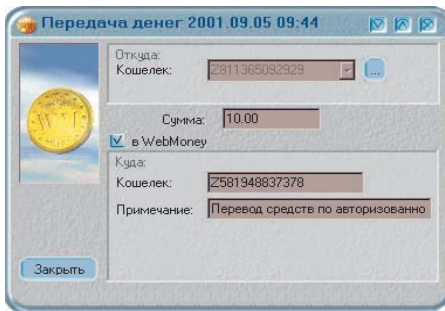 Передача денег 2001.09.05 09:44
Откуда:
Кошелек: Z811365092929 ...
Сумма: 10.00
в WebMoney
Куда:
Кошелек: Z581948837378
Примечание: Перевод средств по авторизованно
WM
Закрыть